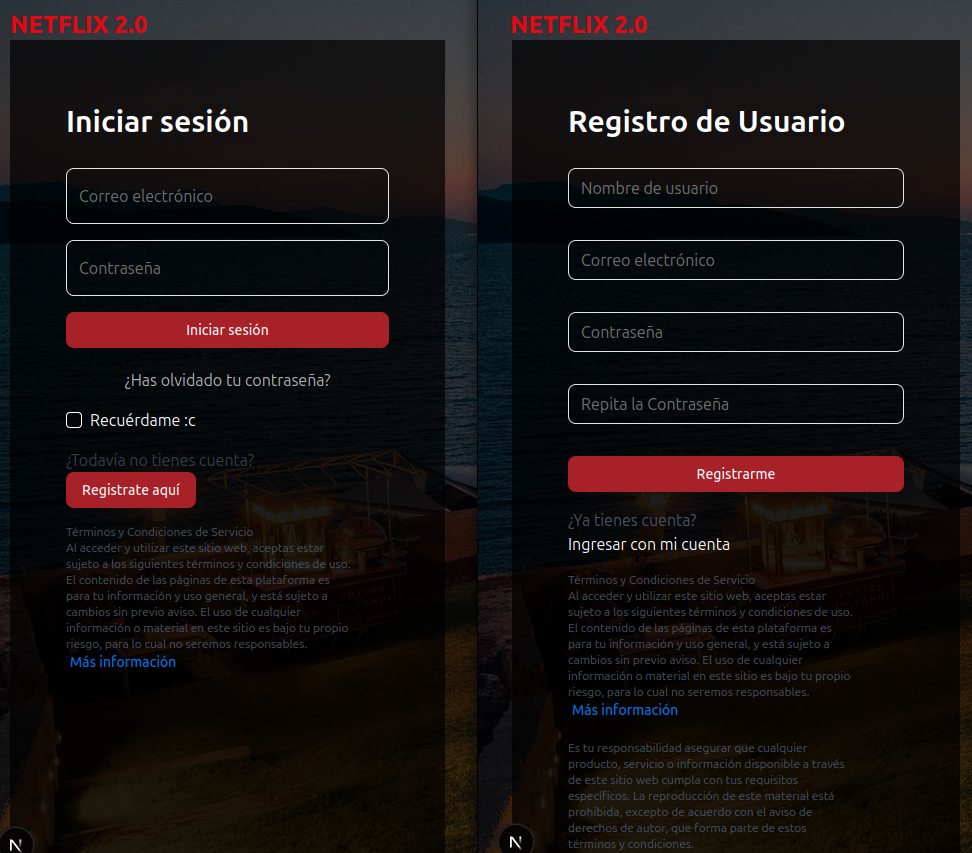 NETFLIX 2.0
Iniciar sesión
Correo electrónico
Contraseña
Iniciar sesión
¿Has olvidado tu contraseña?
Recuérdame :c
¿Todavía no tienes cuenta?
Registrate aquí
Términos y Condiciones de Servicio
Al acceder y utilizar este sitio web, aceptas estar
sujeto a los siguientes términos y condiciones de uso.
El contenido de las páginas de esta plataforma es
para tu información y uso general, y está sujeto a
cambios sin previo aviso. El uso de cualquier
información o material en este sitio es bajo tu propio
riesgo, para lo cual no seremos responsables.
Más información
N
NETFLIX 2.0
Registro de Usuario
Nombre de usuario
Correo electrónico
Contraseña
Repita la Contraseña
Registrarme
¿Ya tienes cuenta?
Ingresar con mi cuenta
Términos y Condiciones de Servicio
Al acceder y utilizar este sitio web, aceptas estar
sujeto a los siguientes términos y condiciones de uso.
El contenido de las páginas de esta plataforma es
para tu información y uso general, y está sujeto a
cambios sin previo aviso. El uso de cualquier
información o material en este sitio es bajo tu propio
riesgo, para lo cual no seremos responsables.
Más información
Es tu responsabilidad asegurar que cualquier
producto, servicio o información disponible a través
de este sitio web cumpla con tus requisitos
específicos. La reproducción de este material está
prohibida, excepto de acuerdo con el aviso de
derechos de autor, que forma parte de estos
términos y condiciones.
N